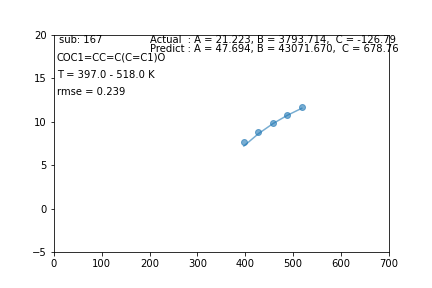 sub: 167
Actual : A = 21.223, B = 3793.714, C = -126.79
Predict : A = 47.694, B = 43071.670, C = 678.76
COC1=CC=C(C=C1)O
T = 397.0 - 518.0 K
rmse = 0.239
20
15
10
5
0
−5
0 100 200 300 400 500 600 700